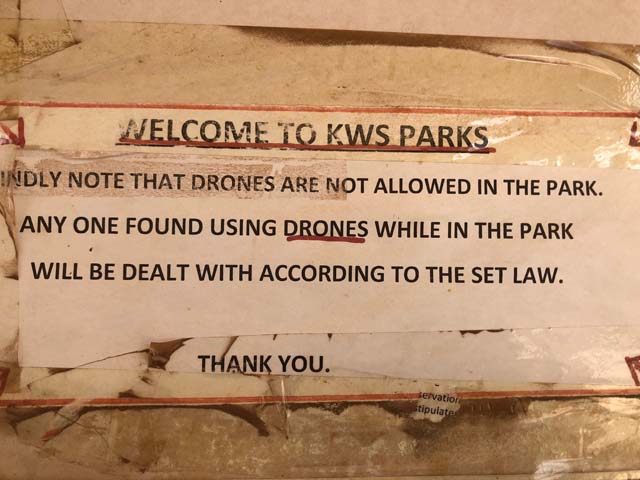 WELCOME TO KWS PARKS
INDLY NOTE THAT DRONES ARE NOT ALLOWED IN THE PARK.
ANY ONE FOUND USING DRONES WHILE IN THE PARK
WILL BE DEALT WITH ACCORDING TO THE SET LAW.
THANK YOU.
servation
stipulate